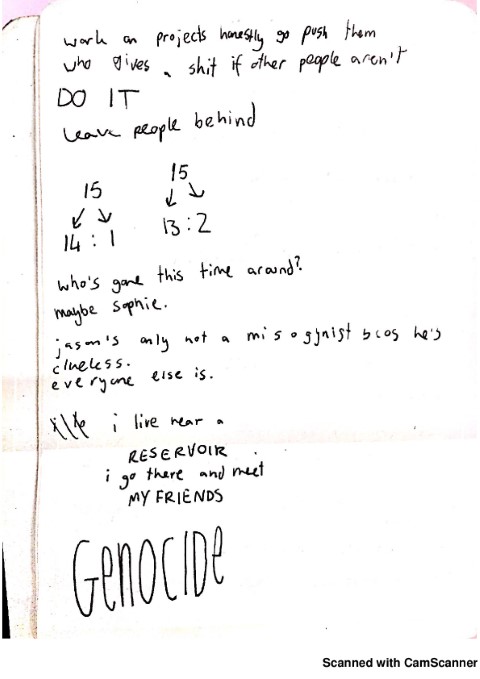 work on projects honestly go push them
who gives a shit if other people aren't
DO IT
Leave people behind
15
14 : 1
15
13 : 2
who's gone this time around?
maybe sophie.
jason's only not a misogynist bcos he's
clueless.
everyone else is.
i live near a
RESERVOIR
i go there and meet
MY FRIENDS
GENOCIDE
Scanned with CamScanner